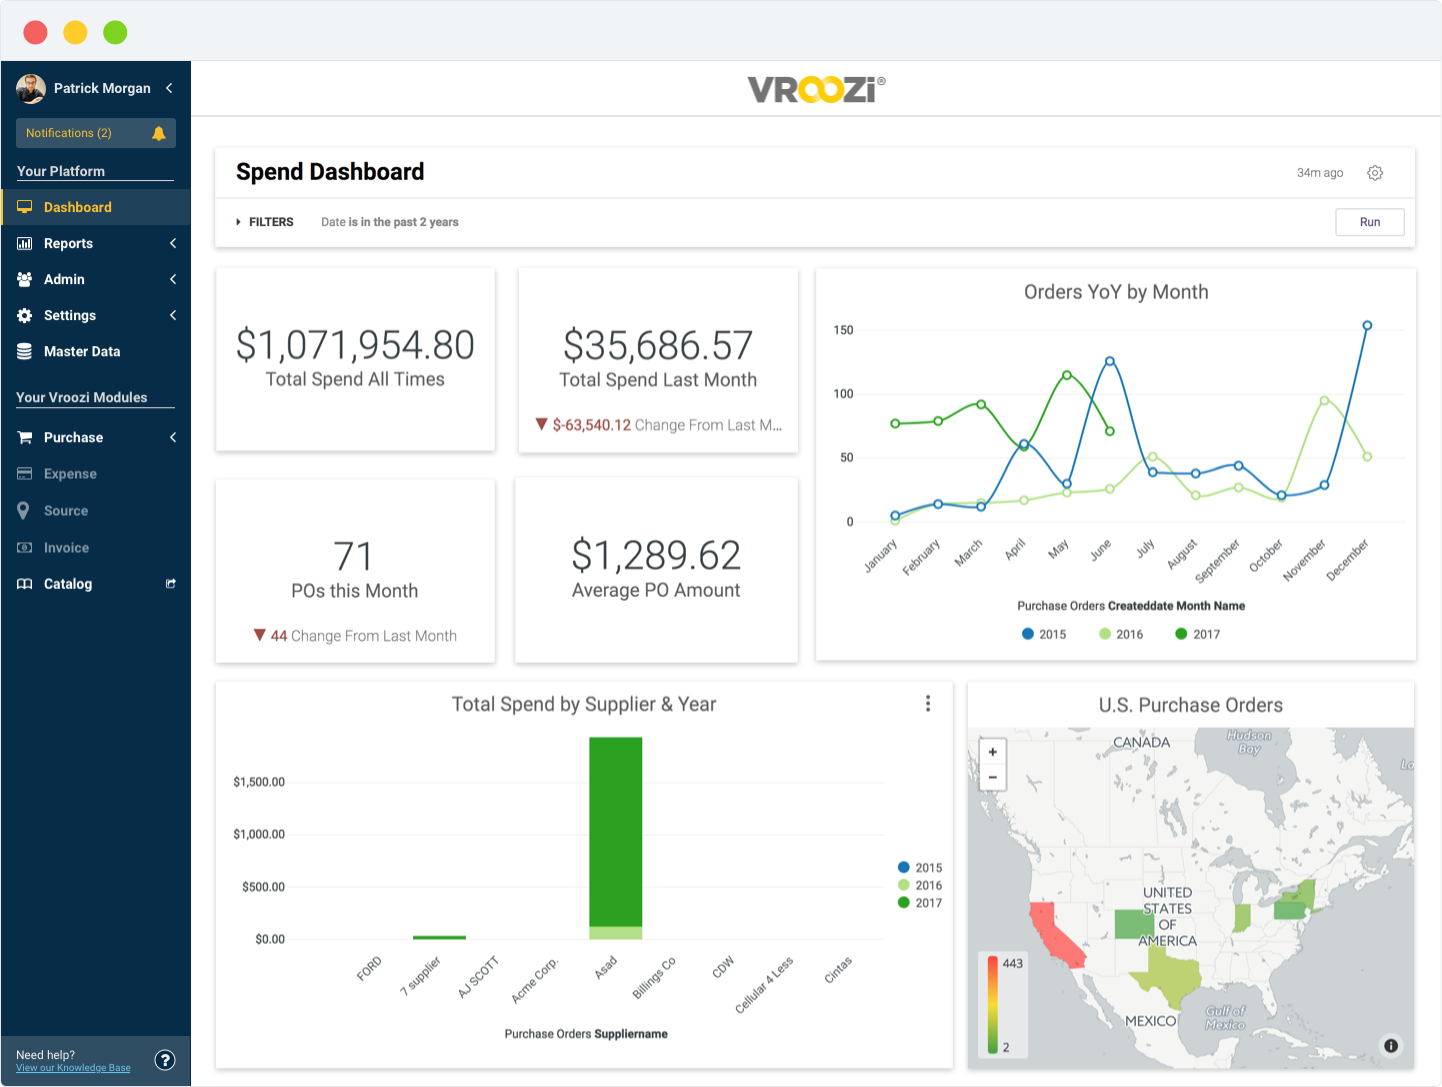 Patrick Morgan
Notifications (2)
Your Platform
Dashboard
Reports
Admin
Settings
Master Data
Your Vroozi Modules
Purchase
Expense
Source
Invoice
Catalog
Need help?
View our Knowledge Base
?
VROOZi®
Spend Dashboard
34m ago
FILTERS
Date is in the past 2 years
Run
$1,071,954.80
Total Spend All Times
$35,686.57
Total Spend Last Month
▼ $-63,540.12 Change From Last M...
71
POs this Month
▼ 44 Change From Last Month
$1,289.62
Average PO Amount
Orders YoY by Month
150
100
50
0
January
February
March
April
May
June
July
August
September
October
November
December
Purchase Orders Createddate Month Name
2015
2016
2017
Total Spend by Supplier & Year
$1,500.00
$1,000.00
$500.00
$0.00
FORD
7 supplier
AJ SCOTT
Acme Corp.
Asad
Billings Co
CDW
Cellular 4 Less
Cintas
Purchase Orders Suppliername
2015
2016
2017
U.S. Purchase Orders
+
−
CANADA
Hudson
Bay
Lo
UNITED
STATES
OF
AMERICA
MEXICO
Gulf of
Mexico
443
2
i